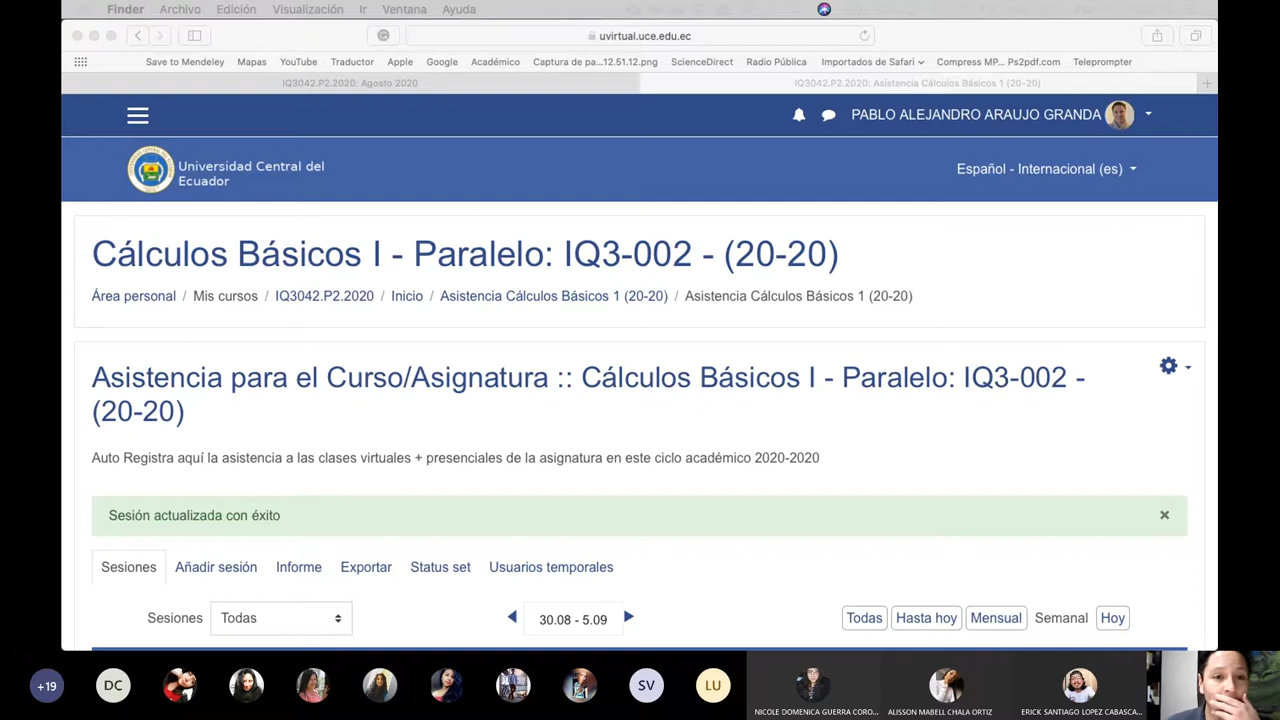 Finder Archivo Edición Visualización Ir Ventana Ayuda
uvirtual.uce.edu.ec
Save to Mendeley Mapas YouTube Traductor Apple Google Académico Captura de pa...12.51.12.png ScienceDirect Radio Pública Importados de Safari Compress MP... Ps2pdf.com Teleprompter
IQ3042.P2.2020: Agosto 2020 IQ3042.P2.2020: Asistencia Cálculos Básicos 1 (20-20)
PABLO ALEJANDRO ARAUJO GRANDA
Universidad Central del
Ecuador
Español - Internacional (es)
Cálculos Básicos I - Paralelo: IQ3-002 - (20-20)
Área personal / Mis cursos / IQ3042.P2.2020 / Inicio / Asistencia Cálculos Básicos 1 (20-20) / Asistencia Cálculos Básicos 1 (20-20)
Asistencia para el Curso/Asignatura :: Cálculos Básicos I - Paralelo: IQ3-002 -
(20-20)
Auto Registra aquí la asistencia a las clases virtuales + presenciales de la asignatura en este ciclo académico 2020-2020
Sesión actualizada con éxito ×
Sesiones Añadir sesión Informe Exportar Status set Usuarios temporales
Sesiones Todas 30.08 - 5.09 Todas Hasta hoy Mensual Semanal Hoy
+19 DC SV LU
NICOLE DOMENICA GUERRA CORO... ALISSON MABELL CHALA ORTIZ ERICK SANTIAGO LOPEZ CABASCA...